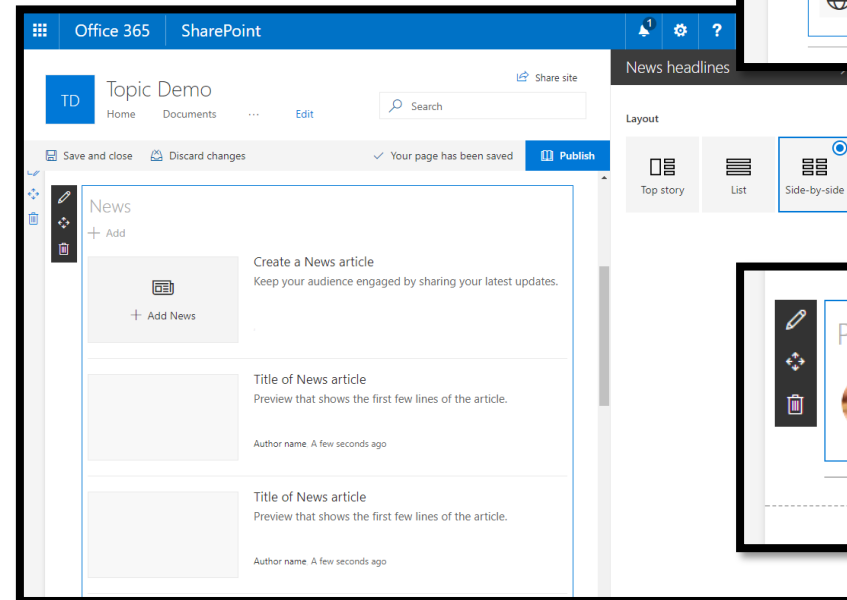 Office 365 SharePoint
1
?
TD
Topic Demo
Share site
Home Documents ... Edit
Search
Save and close Discard changes
Your page has been saved
Publish
News
+ Add
+ Add News
Create a News article
Keep your audience engaged by sharing your latest updates.
Title of News article
Preview that shows the first few lines of the article.
Author name A few seconds ago
Title of News article
Preview that shows the first few lines of the article.
Author name A few seconds ago
News headlines
Layout
Top story
List
Side-by-side